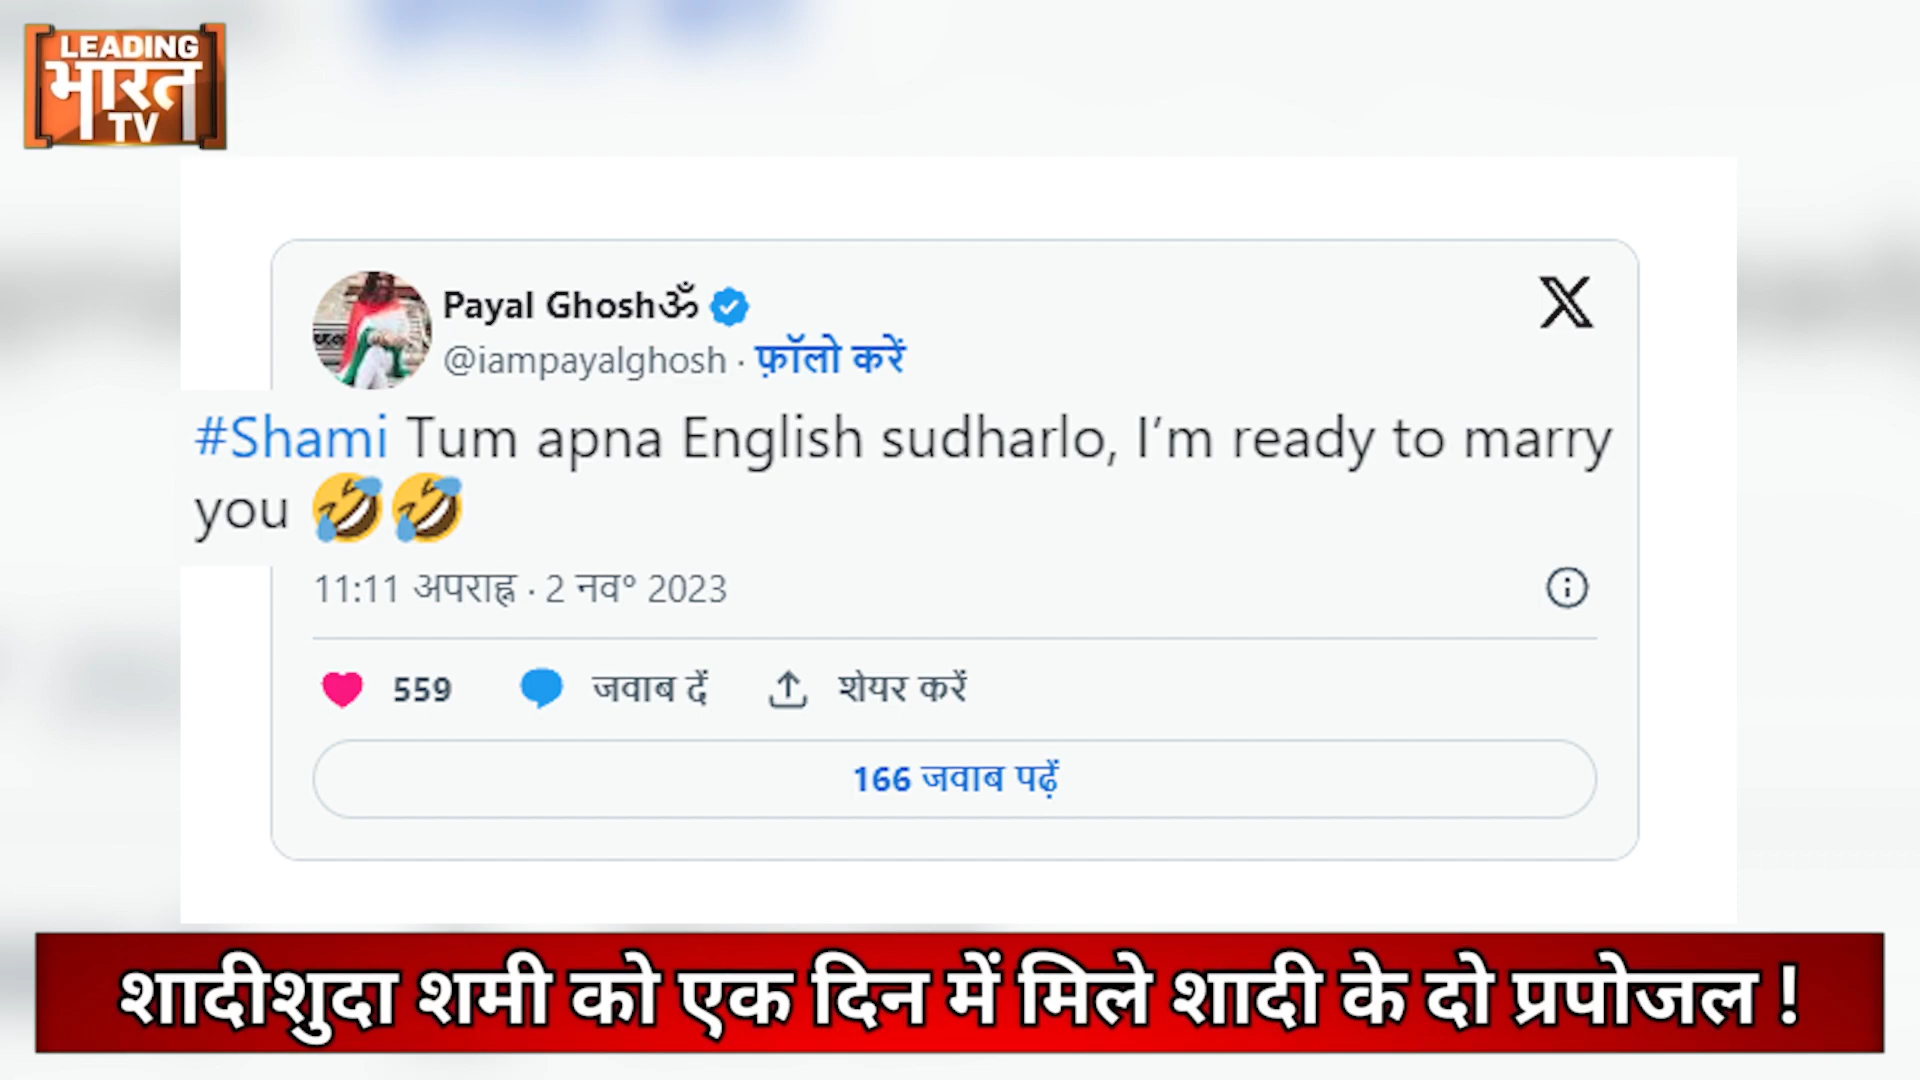 LEADING
भारत
TV
Payal Ghoshॐ
@iampayalghosh · फ़ॉलो करें
#Shami Tum apna English sudharlo, I’m ready to marry
you 🤣🤣
11:11 अपराह्न · 2 नव॰ 2023
559 जवाब दें शेयर करें
166 जवाब पढ़ें
शादीशुदा शमी को एक दिन में मिले शादी के दो प्रपोजल !